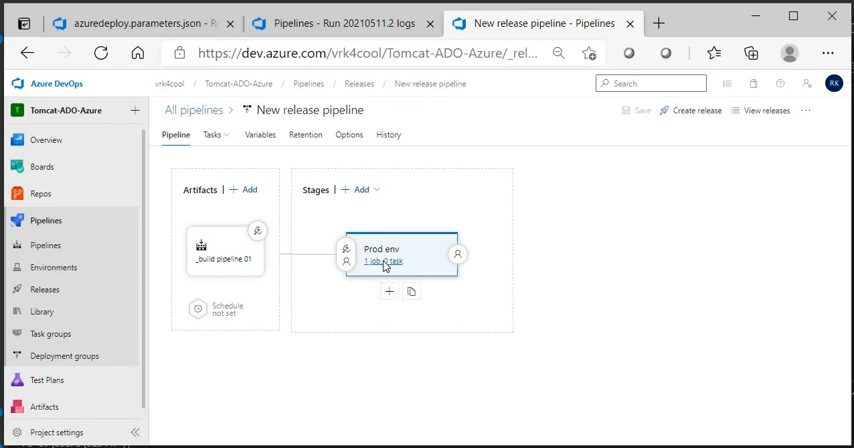 azuredeploy.parameters.json - R
Pipelines - Run 20210511.2 logs
New release pipeline - Pipelines
https://dev.azure.com/vrk4cool/Tomcat-ADO-Azure/_rel...
Azure DevOps
vrk4cool / Tomcat-ADO-Azure / Pipelines / Releases / New release pipeline
Search
RK
T Tomcat-ADO-Azure
All pipelines > New release pipeline
Save Create release View releases ...
Pipeline Tasks Variables Retention Options History
Overview
Boards
Repos
Pipelines
Pipelines
Environments
Releases
Library
Task groups
Deployment groups
Test Plans
Artifacts
Project settings
Artifacts | + Add
Stages | + Add
_build pipeline 01
Prod env
1 job, 0 task
Schedule
not set